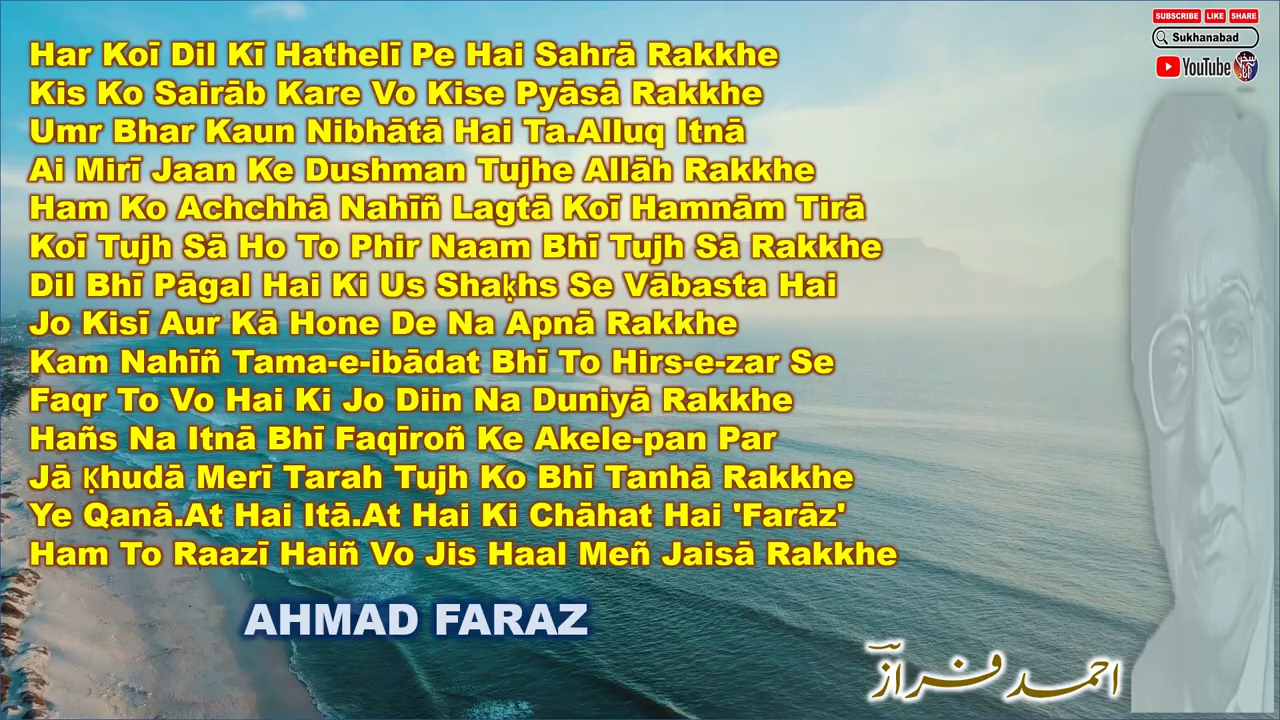 SUBSCRIBE LIKE SHARE
Sukhanabad
YouTube
Har Koī Dil Kī Hathelī Pe Hai Sahrā Rakkhe
Kis Ko Sairāb Kare Vo Kise Pyāsā Rakkhe
Umr Bhar Kaun Nibhātā Hai Ta.Alluq Itnā
Ai Mirī Jaan Ke Dushman Tujhe Allāh Rakkhe
Ham Ko Achchhā Nahīñ Lagtā Koī Hamnām Tirā
Koī Tujh Sā Ho To Phir Naam Bhī Tujh Sā Rakkhe
Dil Bhī Pāgal Hai Ki Us Shaḳhs Se Vābasta Hai
Jo Kisī Aur Kā Hone De Na Apnā Rakkhe
Kam Nahīñ Tama-e-ibādat Bhī To Hirs-e-zar Se
Faqr To Vo Hai Ki Jo Diin Na Duniyā Rakkhe
Hañs Na Itnā Bhī Faqīroñ Ke Akele-pan Par
Jā Ḳhudā Merī Tarah Tujh Ko Bhī Tanhā Rakkhe
Ye Qanā.At Hai Itā.At Hai Ki Chāhat Hai 'Farāz'
Ham To Raazī Haiñ Vo Jis Haal Meñ Jaisā Rakkhe
AHMAD FARAZ
احمد فراز